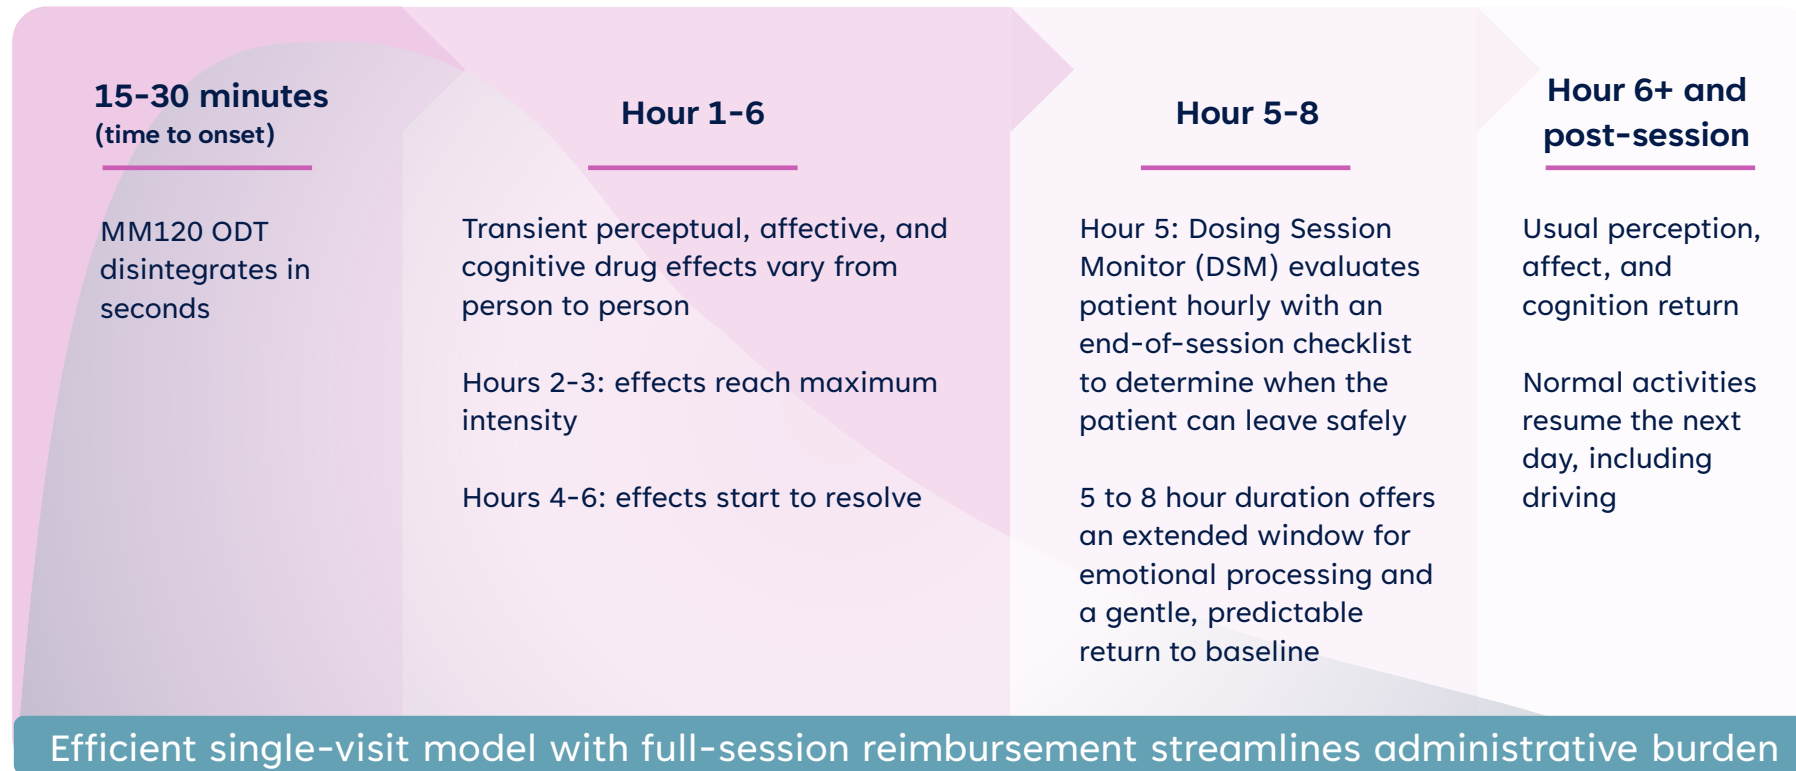 15-30 minutes
(time to onset)
MM120 ODT
disintegrates in
seconds
Hour 1-6
Transient perceptual, affective, and
cognitive drug effects vary from
person to person
Hours 2-3: effects reach maximum
intensity
Hours 4-6: effects start to resolve
Hour 5-8
Hour 5: Dosing Session
Monitor (DSM) evaluates
patient hourly with an
end-of-session checklist
to determine when the
patient can leave safely
5 to 8 hour duration offers
an extended window for
emotional processing and
a gentle, predictable
return to baseline
Hour 6+ and
post-session
Usual perception,
affect, and
cognition return
Normal activities
resume the next
day, including
driving
Efficient single-visit model with full-session reimbursement streamlines administrative burden